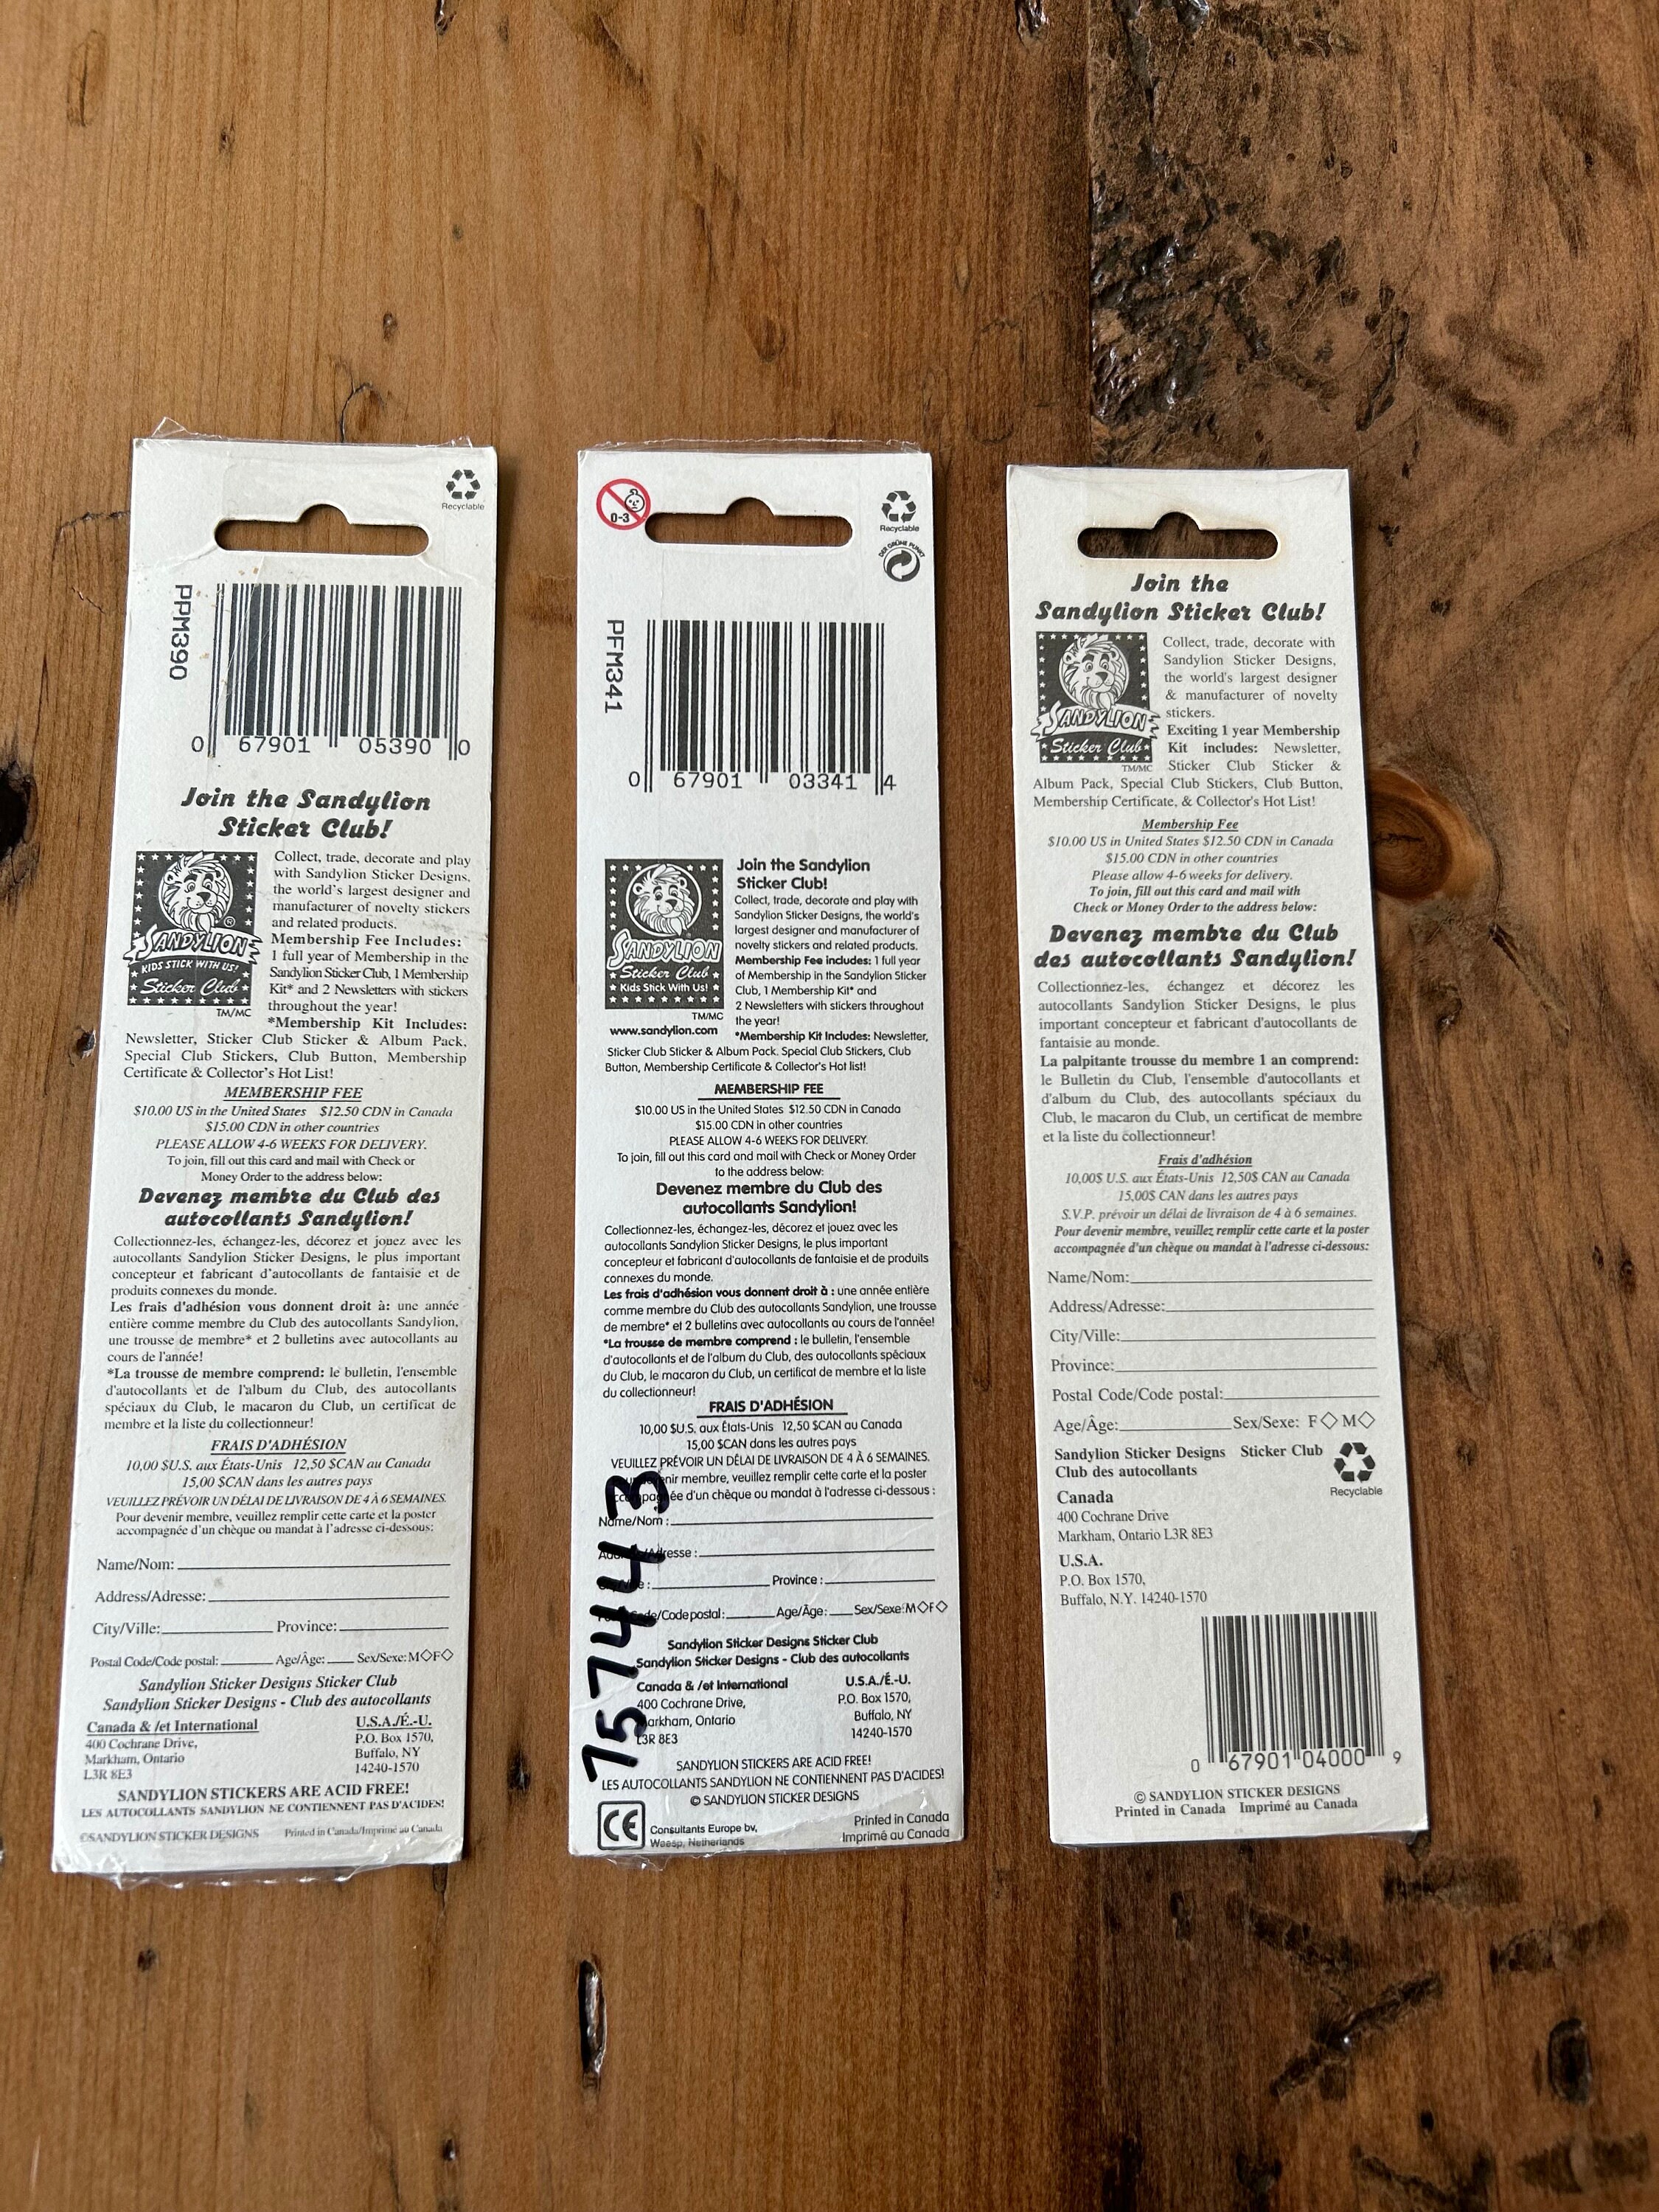 Recyclable
PPM390
0 67901 05390 0
Join the Sandylion
Sticker Club!
SANDYLION
®
KIDS STICK WITH US!
Sticker Club
TM/MC
Collect, trade, decorate and play
with Sandylion Sticker Designs,
the world's largest designer and
manufacturer of novelty stickers
and related products.
Membership Fee Includes:
1 full year of Membership in the
Sandylion Sticker Club, 1 Membership
Kit* and 2 Newsletters with stickers
throughout the year!
*Membership Kit Includes:
Newsletter, Sticker Club Sticker & Album Pack,
Special Club Stickers, Club Button, Membership
Certificate & Collector's Hot List!
MEMBERSHIP FEE
$10.00 US in the United States $12.50 CDN in Canada
$15.00 CDN in other countries
PLEASE ALLOW 4-6 WEEKS FOR DELIVERY.
To join, fill out this card and mail with Check or
Money Order to the address below:
Devenez membre du Club des
autocollants Sandylion!
Collectionnez-les, échangez-les, décorez et jouez avec les
autocollants Sandylion Sticker Designs, le plus important
concepteur et fabricant d'autocollants de fantaisie et de
produits connexes du monde.
Les frais d'adhésion vous donnent droit à: une année
entière comme membre du Club des autocollants Sandylion,
une trousse de membre* et 2 bulletins avec autocollants au
cours de l'année!
*La trousse de membre comprend: le bulletin, l'ensemble
d'autocollants et de l'album du Club, des autocollants
spéciaux du Club, le macaron du Club, un certificat de
membre et la liste du collectionneur!
FRAIS D'ADHÉSION
10,00 $U.S. aux États-Unis 12,50 $CAN au Canada
15,00 $CAN dans les autres pays
VEUILLEZ PRÉVOIR UN DÉLAI DE LIVRAISON DE 4 À 6 SEMAINES.
Pour devenir membre, veuillez remplir cette carte et la poster
accompagnée d'un chèque ou mandat à l'adresse ci-dessous:
Name/Nom:
Address/Adresse:
City/Ville: Province:
Postal Code/Code postal: Age/Âge: Sex/Sexe: M◇F◇
Sandylion Sticker Designs Sticker Club
Sandylion Sticker Designs - Club des autocollants
Canada & /et International
400 Cochrane Drive,
Markham, Ontario
L3R 8E3
U.S.A./É.-U.
P.O. Box 1570,
Buffalo, NY
14240-1570
SANDYLION STICKERS ARE ACID FREE!
LES AUTOCOLLANTS SANDYLION NE CONTIENNENT PAS D'ACIDES!
©SANDYLION STICKER DESIGNS Printed in Canada/Imprimé au Canada
0-3
Recyclable
DER GRÜNE PUNKT
PFM341
0 67901 03341 4
SANDYLION
Sticker Club
Kids Stick With Us!
TM/MC
www.sandylion.com
Join the Sandylion
Sticker Club!
Collect, trade, decorate and play with
Sandylion Sticker Designs, the world's
largest designer and manufacturer of
novelty stickers and related products.
Membership Fee includes: 1 full year
of Membership in the Sandylion Sticker
Club, 1 Membership Kit* and
2 Newsletters with stickers throughout
the year!
*Membership Kit Includes: Newsletter,
Sticker Club Sticker & Album Pack. Special Club Stickers, Club
Button, Membership Certificate & Collector's Hot list!
MEMBERSHIP FEE
$10.00 US in the United States $12.50 CDN in Canada
$15.00 CDN in other countries
PLEASE ALLOW 4-6 WEEKS FOR DELIVERY.
To join, fill out this card and mail with Check or Money Order
to the address below:
Devenez membre du Club des
autocollants Sandylion!
Collectionnez-les, échangez-les, décorez et jouez avec les
autocollants Sandylion Sticker Designs, le plus important
concepteur et fabricant d'autocollants de fantaisie et de produits
connexes du monde.
Les frais d'adhésion vous donnent droit à : une année entière
comme membre du Club des autocollants Sandylion, une trousse
de membre* et 2 bulletins avec autocollants au cours de l'année!
*La trousse de membre comprend : le bulletin, l'ensemble
d'autocollants et de l'album du Club, des autocollants spéciaux
du Club, le macaron du Club, un certificat de membre et la liste
du collectionneur!
FRAIS D'ADHÉSION
10,00 $U.S. aux États-Unis 12,50 $CAN au Canada
15,00 $CAN dans les autres pays
VEUILLEZ PRÉVOIR UN DÉLAI DE LIVRAISON DE 4 À 6 SEMAINES.
membre, veuillez remplir cette carte et la poster
d'un chèque ou mandat à l'adresse ci-dessous :
Name/Nom :
Province :
postal: Age/Âge: Sex/Sexe: M◇F◇
157443
Sandylion Sticker Designs Sticker Club
Sandylion Sticker Designs - Club des autocollants
Canada & /et International
400 Cochrane Drive,
Markham, Ontario
L3R 8E3
U.S.A./É.-U.
P.O. Box 1570,
Buffalo, NY
14240-1570
SANDYLION STICKERS ARE ACID FREE!
LES AUTOCOLLANTS SANDYLION NE CONTIENNENT PAS D'ACIDES!
© SANDYLION STICKER DESIGNS
CE
Consultants Europe bv,
Weesp, Netherlands
Printed in Canada
Imprimé au Canada
Join the
Sandylion Sticker Club!
SANDYLION
Sticker Club
TM/MC
Collect, trade, decorate with
Sandylion Sticker Designs,
the world's largest designer
& manufacturer of novelty
stickers.
Exciting 1 year Membership
Kit includes: Newsletter,
Sticker Club Sticker &
Album Pack, Special Club Stickers, Club Button,
Membership Certificate, & Collector's Hot List!
Membership Fee
$10.00 US in United States $12.50 CDN in Canada
$15.00 CDN in other countries
Please allow 4-6 weeks for delivery.
To join, fill out this card and mail with
Check or Money Order to the address below:
Devenez membre du Club
des autocollants Sandylion!
Collectionnez-les, échangez et décorez les
autocollants Sandylion Sticker Designs, le plus
important concepteur et fabricant d'autocollants de
fantaisie au monde.
La palpitante trousse du membre 1 an comprend:
le Bulletin du Club, l'ensemble d'autocollants et
d'album du Club, des autocollants spéciaux du
Club, le macaron du Club, un certificat de membre
et la liste du collectionneur!
Frais d'adhésion
10,00$ U.S. aux États-Unis 12,50$ CAN au Canada
15,00$ CAN dans les autres pays
S.V.P. prévoir un délai de livraison de 4 à 6 semaines.
Pour devenir membre, veuillez remplir cette carte et la poster
accompagnée d'un chèque ou mandat à l'adresse ci-dessous:
Name/Nom:
Address/Adresse:
City/Ville:
Province:
Postal Code/Code postal:
Age/Âge: Sex/Sexe: F◇ M◇
Sandylion Sticker Designs Sticker Club
Club des autocollants
Recyclable
Canada
400 Cochrane Drive
Markham, Ontario L3R 8E3
U.S.A.
P.O. Box 1570,
Buffalo, N.Y. 14240-1570
0 67901 04000 9
© SANDYLION STICKER DESIGNS
Printed in Canada Imprimé au Canada